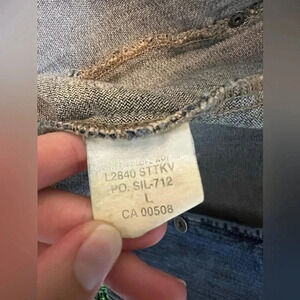 L2840 STTKV
PO. SIL-712
L
CA 00508